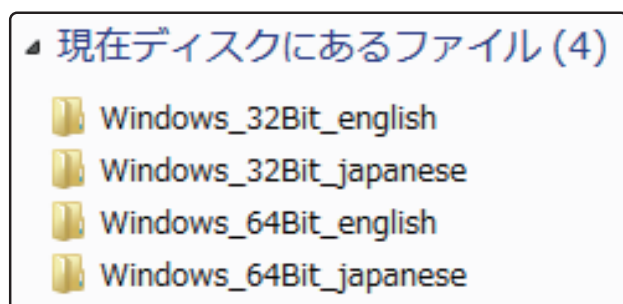 現在ディスクにあるファイル (4)
Windows_32Bit_english
Windows_32Bit_japanese
Windows_64Bit_english
Windows_64Bit_japanese